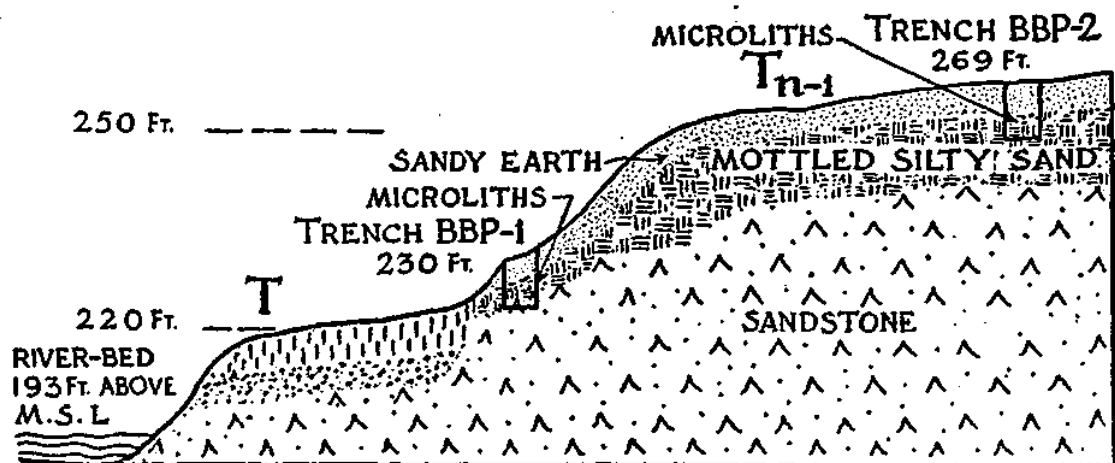 MICROLITHS
TRENCH BBP-2
269 FT.
Tn-1
250 FT.
SANDY EARTH
MOTTLED SILTY SAND
MICROLITHS
TRENCH BBP-1
230 FT.
T
220 FT.
SANDSTONE
RIVER-BED
193 FT. ABOVE
M.S.L